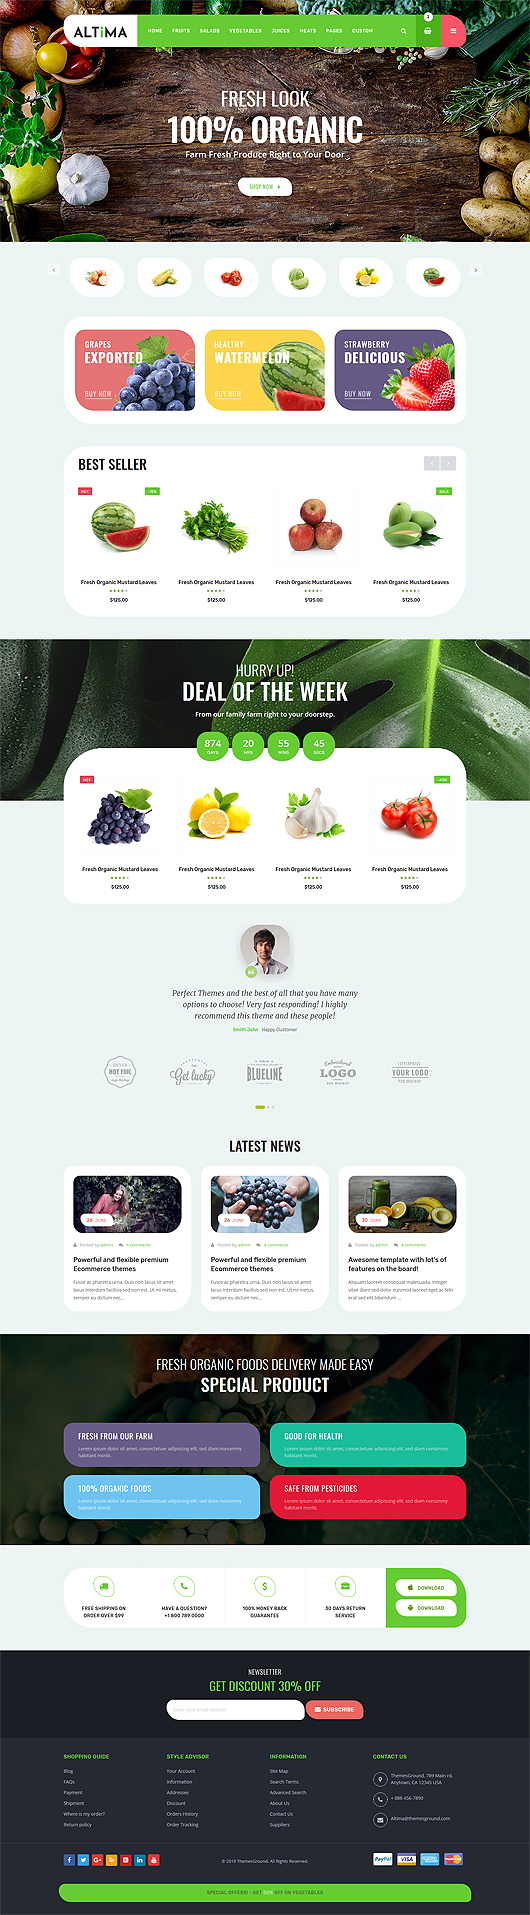 ALTiMA
HOME FRUITS SALADS VEGETABLES JUICES MEATS PAGES CUSTOM
3
FRESH LOOK
100% ORGANIC
Farm Fresh Produce Right to Your Door
SHOP NOW
GRAPES
EXPORTED
BUY NOW
HEALTHY
WATERMELON
BUY NOW
STRAWBERRY
DELICIOUS
BUY NOW
BEST SELLER
HOT
SALE
Fresh Organic Mustard Leaves
$125.00
Fresh Organic Mustard Leaves
$125.00
Fresh Organic Mustard Leaves
$125.00
Fresh Organic Mustard Leaves
$125.00
HURRY UP!
DEAL OF THE WEEK
From our family farm right to your doorstep.
874 DAYS
20 HRS
55 MINS
45 SECS
HOT
-40%
Fresh Organic Mustard Leaves
$125.00
Fresh Organic Mustard Leaves
$125.00
Fresh Organic Mustard Leaves
$125.00
Fresh Organic Mustard Leaves
$125.00
Perfect Themes and the best of all that you have many
options to choose! Very fast responding! I highly
recommend this theme and these people!
Smith John Happy Customer
HOT FOIL
Get lucky
BLUELINE
LOGO
PSD MOCKUP
LETTERPRESS
YOUR LOGO
PSD MOCKUP
LATEST NEWS
26 JUNE
Posted by admin 4 comments
Powerful and flexible premium
Ecommerce themes
Fusce ac pharetra urna. Duis non lacus sit amet
lacus interdum facilisis sed non est. Ut mi metus,
semper eu dictum nec...
26 JUNE
Posted by admin 4 comments
Powerful and flexible premium
Ecommerce themes
Fusce ac pharetra urna. Duis non lacus sit amet
lacus interdum facilisis sed non est. Ut mi metus,
semper eu dictum nec...
30 JUNE
Posted by admin 4 comments
Awesome template with lot's of
features on the board!
Aliquam laoreet consequat malesuada. Integer
vitae diam sed dolor euismod laoreet eget ac felis
erat sed elit bibendum ...
FRESH ORGANIC FOODS DELIVERY MADE EASY
SPECIAL PRODUCT
FRESH FROM OUR FARM
Lorem ipsum dolor sit amet, consectetuer adipiscing elit, sed diam nonummy
habitant morbi.
GOOD FOR HEALTH
Lorem ipsum dolor sit amet, consectetuer adipiscing elit, sed diam nonummy
habitant morbi.
100% ORGANIC FOODS
Lorem ipsum dolor sit amet, consectetuer adipiscing elit, sed diam nonummy
habitant morbi.
SAFE FROM PESTICIDES
Lorem ipsum dolor sit amet, consectetuer adipiscing elit, sed diam nonummy
habitant morbi.
FREE SHIPPING ON
ORDER OVER $99
HAVE A QUESTION?
+1 800 789 0000
100% MONEY BACK
GUARANTEE
30 DAYS RETURN
SERVICE
DOWNLOAD
DOWNLOAD
NEWSLETTER
GET DISCOUNT 30% OFF
Enter your email address
SUBSCRIBE
SHOPPING GUIDE
Blog
FAQs
Payment
Shipment
Where is my order?
Return policy
STYLE ADVISOR
Your Account
Information
Addresses
Discount
Orders History
Order Tracking
INFORMATION
Site Map
Search Terms
Advanced Search
About Us
Contact Us
Suppliers
CONTACT US
ThemesGround, 789 Main rd,
Anytown, CA 12345 USA
+ 888 456-7890
Altima@themesground.com
© 2019 ThemesGround. All Rights Reserved.
PayPal VISA
SPECIAL OFFERS! - GET 50% OFF ON VEGETABLES